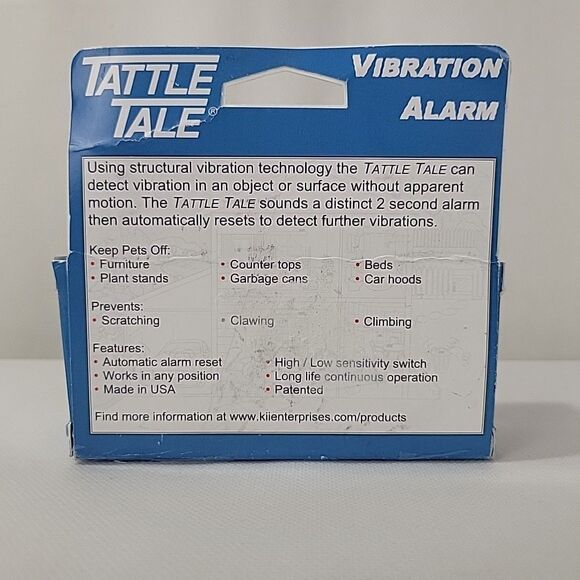 TATTLE TALE®
VIBRATION ALARM
Using structural vibration technology the TATTLE TALE can
detect vibration in an object or surface without apparent
motion. The TATTLE TALE sounds a distinct 2 second alarm
then automatically resets to detect further vibrations.
Keep Pets Off:
• Furniture • Counter tops • Beds
• Plant stands • Garbage cans • Car hoods
Prevents:
• Scratching • Clawing • Climbing
Features:
• Automatic alarm reset • High / Low sensitivity switch
• Works in any position • Long life continuous operation
• Made in USA • Patented
Find more information at www.kiienterprises.com/products